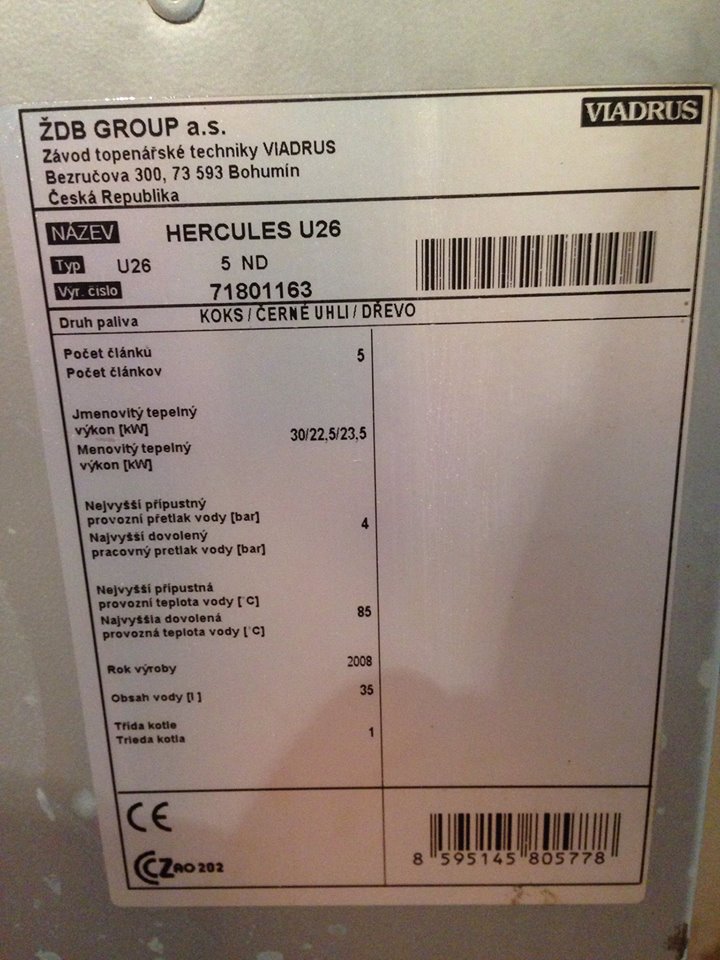 VIADRUS
ŽDB GROUP a.s.
Závod topenářské techniky VIADRUS
Bezručova 300, 73 593 Bohumín
Česká Republika
NÁZEV HERCULES U26
Typ U26 5 ND
Výr. číslo 71801163
Druh paliva KOKS / ČERNÉ UHLI / DŘEVO
Počet článků 5
Počet článkov
Jmenovitý tepelný
výkon [kW] 30/22,5/23,5
Menovitý tepelný
výkon [kW]
Nejvyšší přípustný
provozní přetlak vody [bar] 4
Najvyšší dovolený
pracovný pretlak vody [bar]
Nejvyšší přípustná
provozní teplota vody [°C] 85
Najvyššia dovolená
provozná teplota vody [°C]
Rok výroby 2008
Obsah vody [l] 35
Třída kotle 1
Trieda kotla
CE
CCZ AO 202
8 595145 805778